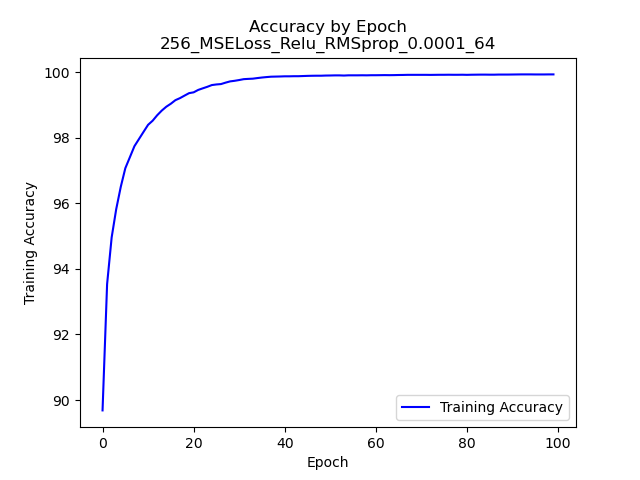 Accuracy by Epoch
256_MSELoss_Relu_RMSprop_0.0001_64
100
98
96
94
92
90
Training Accuracy
Training Accuracy
0 20 40 60 80 100
Epoch